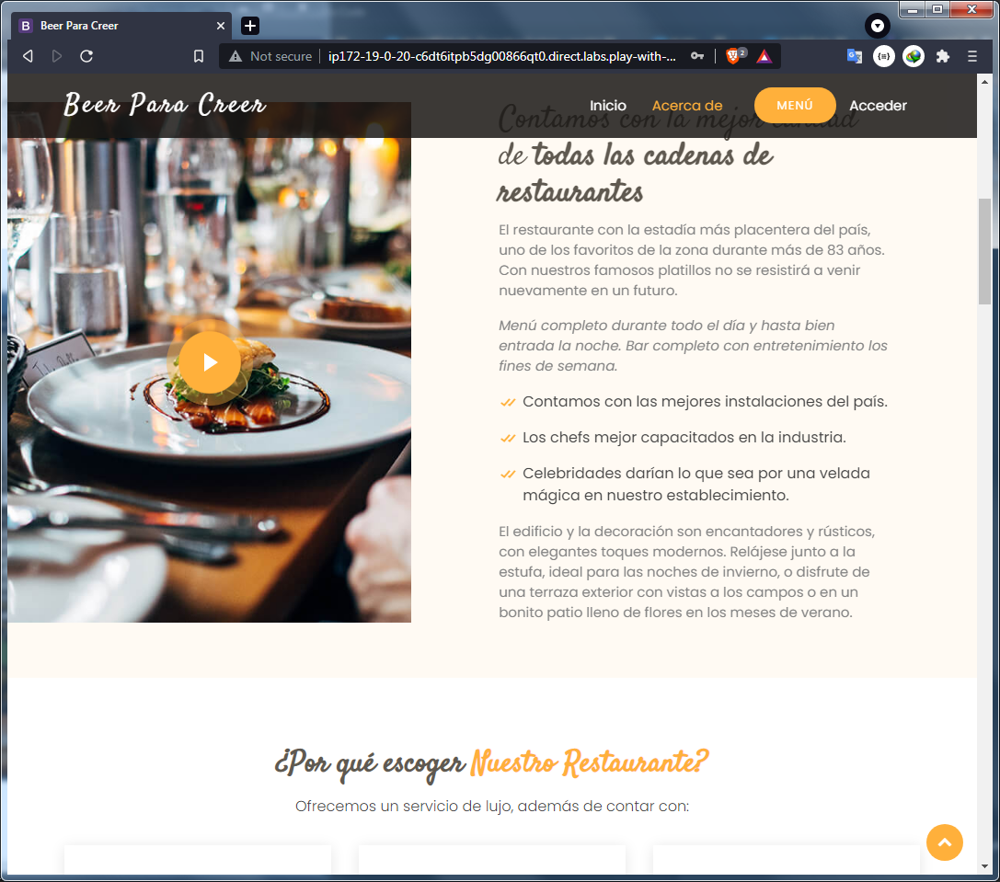 Beer Para Creer
Not secure
ip172-19-0-20-c6dt6itpb5dg00866qt0.direct.labs.play-with-...
2
Beer Para Creer
Inicio
Acerca de
MENÚ
Acceder
Contamos con la mejor
de todas las cadenas de
restaurantes
El restaurante con la estadía más placentera del país,
uno de los favoritos de la zona durante más de 83 años.
Con nuestros famosos platillos no se resistirá a venir
nuevamente en un futuro.
Menú completo durante todo el día y hasta bien
entrada la noche. Bar completo con entretenimiento los
fines de semana.
Contamos con las mejores instalaciones del país.
Los chefs mejor capacitados en la industria.
Celebridades darían lo que sea por una velada
mágica en nuestro establecimiento.
El edificio y la decoración son encantadores y rústicos,
con elegantes toques modernos. Relájese junto a la
estufa, ideal para las noches de invierno, o disfrute de
una terraza exterior con vistas a los campos o en un
bonito patio lleno de flores en los meses de verano.
¿Por qué escoger Nuestro Restaurante?
Ofrecemos un servicio de lujo, además de contar con: